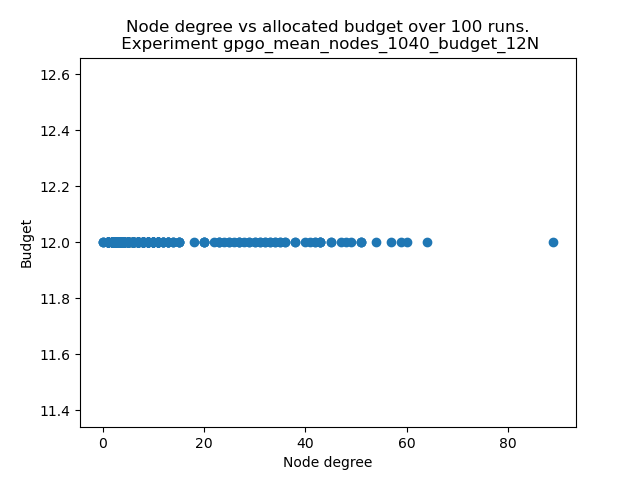 Node degree vs allocated budget over 100 runs.
Experiment gpgo_mean_nodes_1040_budget_12N
12.6
12.4
12.2
12.0
11.8
11.6
11.4
Budget
0 20 40 60 80
Node degree